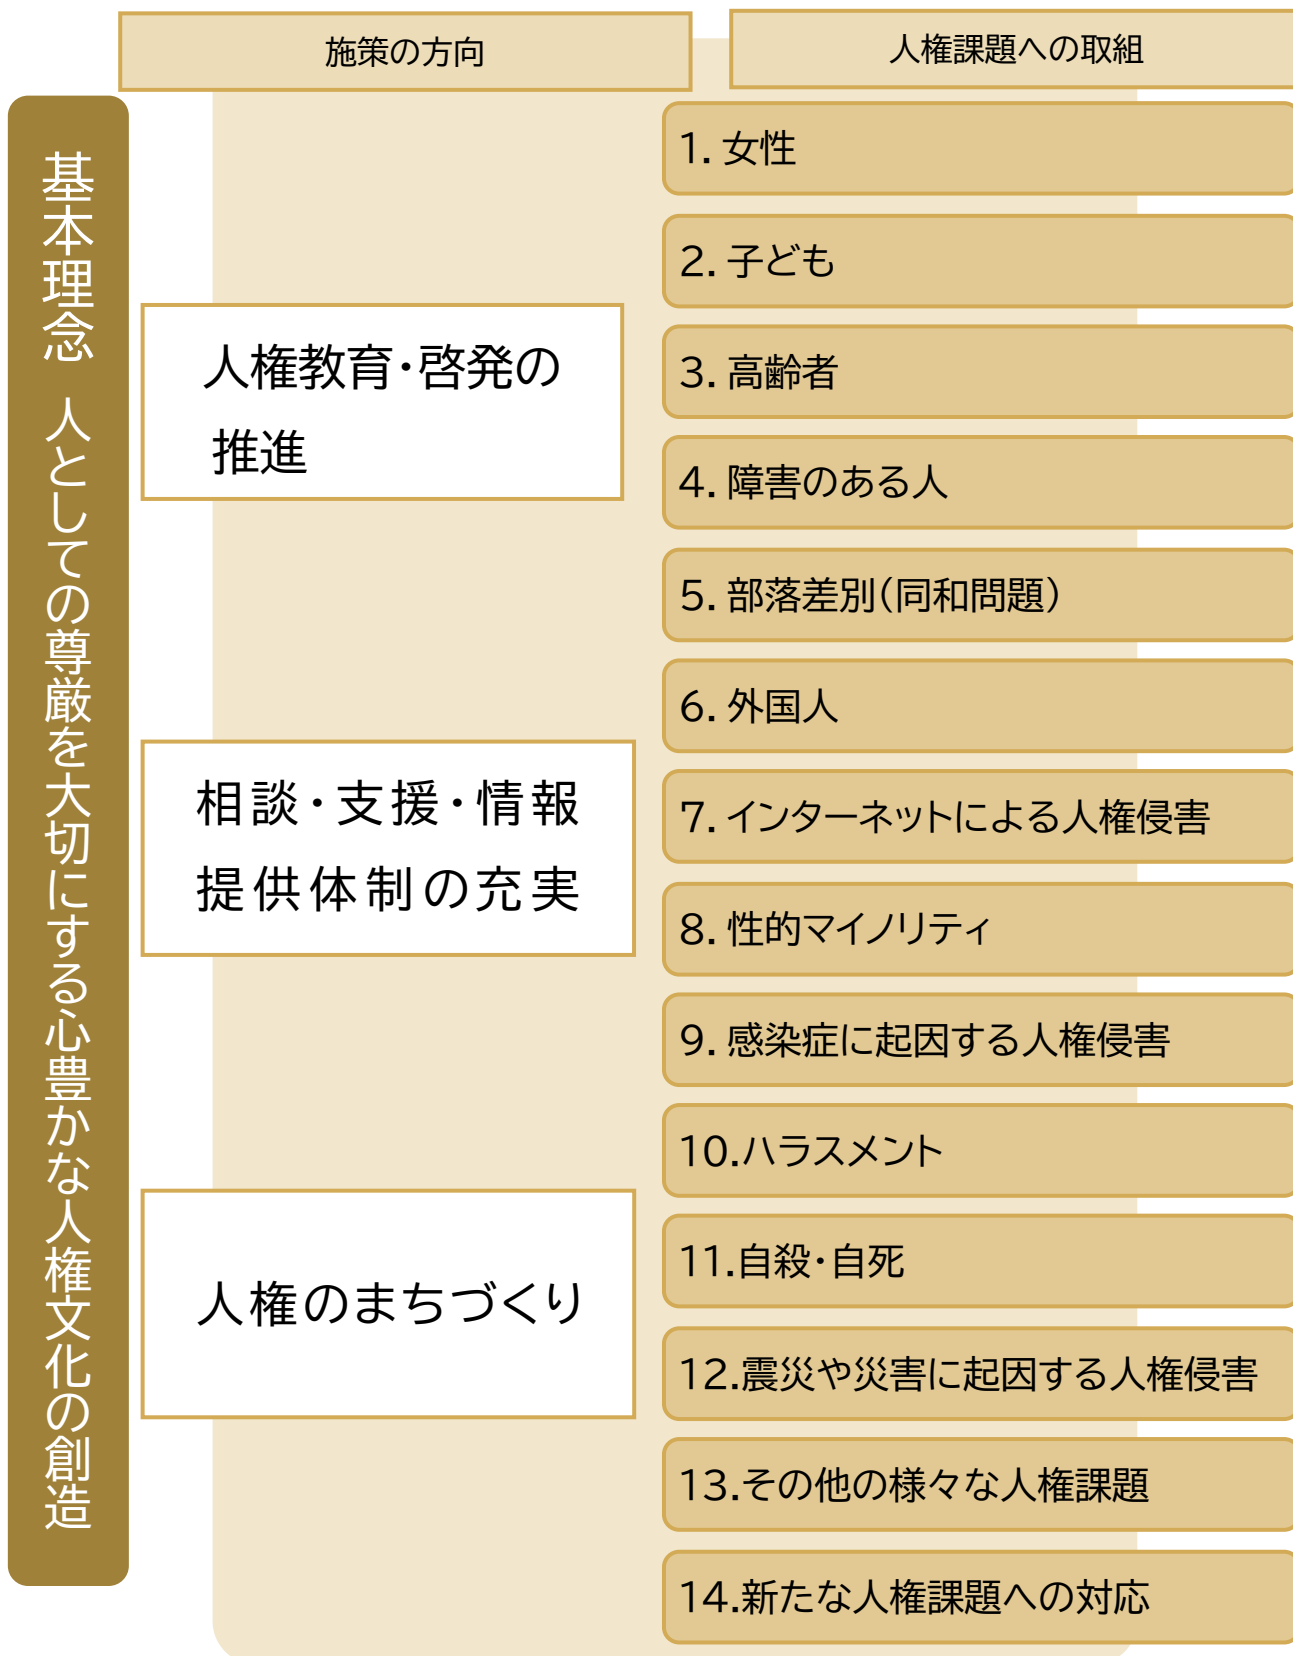 施策の方向
人権課題への取組
基本理念 人としての尊厳を大切にする心豊かな人権文化の創造
人権教育・啓発の
推進
相談・支援・情報
提供体制の充実
人権のまちづくり
1. 女性
2. 子ども
3. 高齢者
4. 障害のある人
5. 部落差別(同和問題)
6. 外国人
7. インターネットによる人権侵害
8. 性的マイノリティ
9. 感染症に起因する人権侵害
10.ハラスメント
11.自殺・自死
12.震災や災害に起因する人権侵害
13.その他の様々な人権課題
14.新たな人権課題への対応